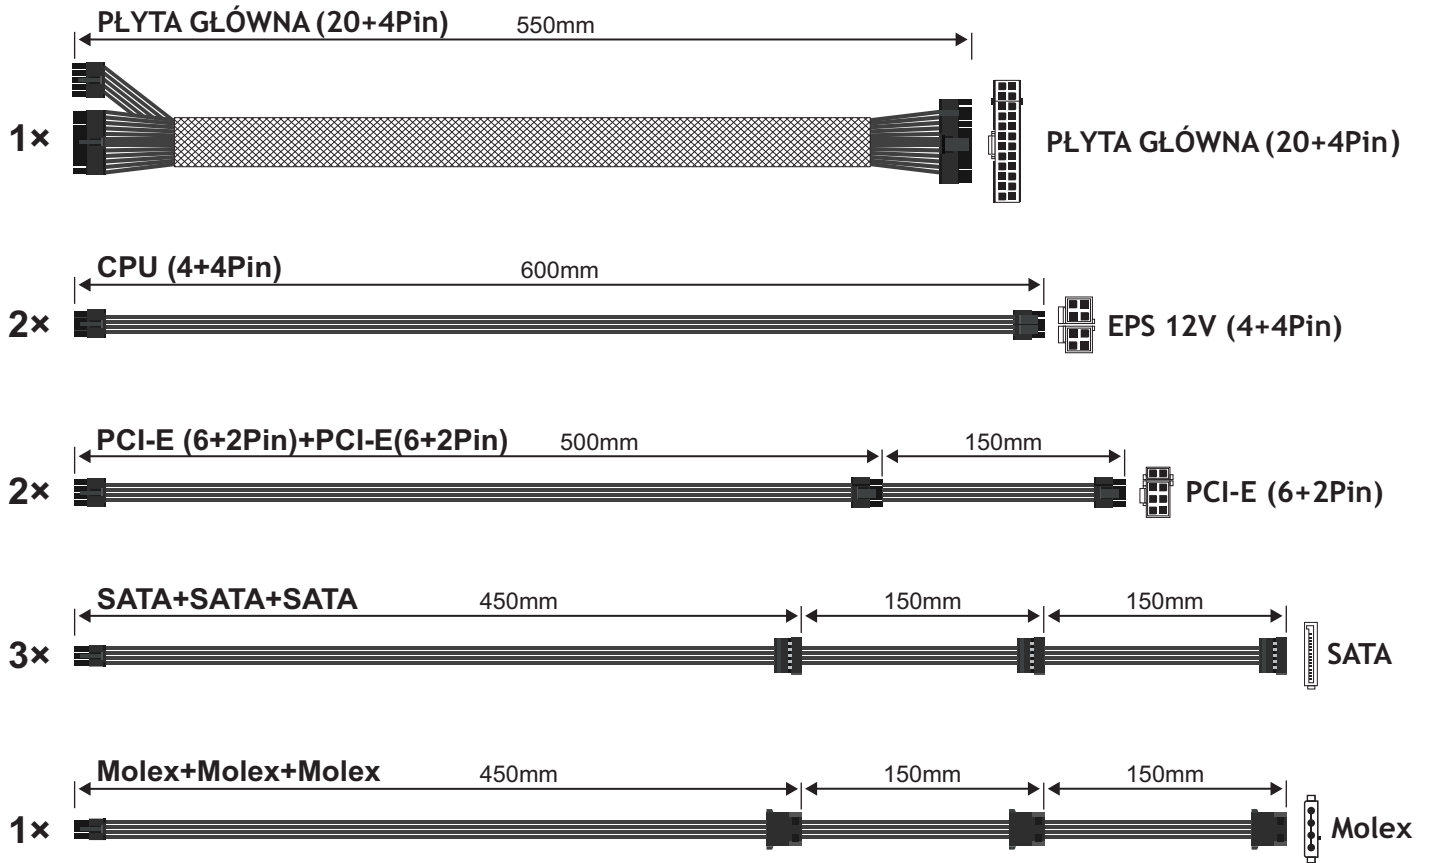 PŁYTA GŁÓWNA (20+4Pin) 550mm
1× PŁYTA GŁÓWNA (20+4Pin)
CPU (4+4Pin) 600mm
2× EPS 12V (4+4Pin)
PCI-E (6+2Pin)+PCI-E(6+2Pin) 500mm 150mm
2× PCI-E (6+2Pin)
SATA+SATA+SATA 450mm 150mm 150mm
3× SATA
Molex+Molex+Molex 450mm 150mm 150mm
1× Molex